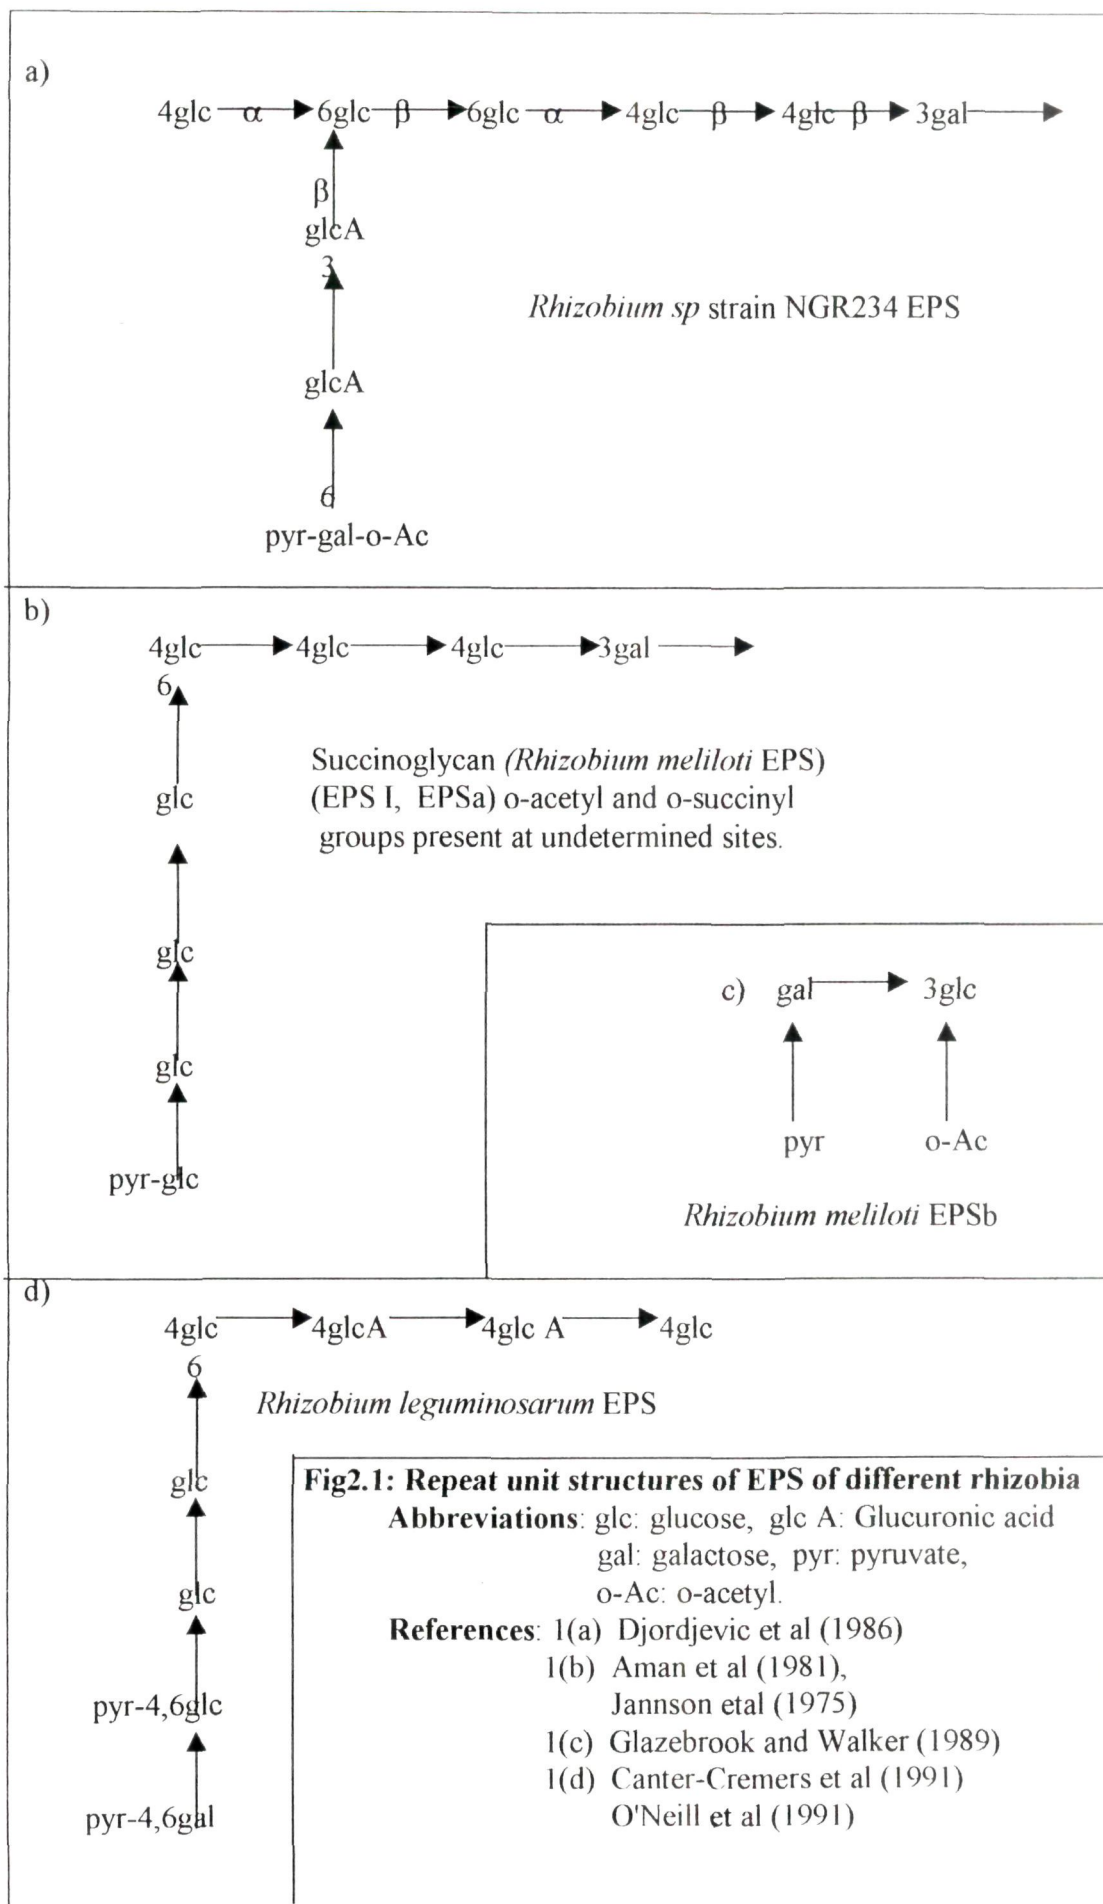 a)
4glc α 6glc β 6glc α 4glc β 4glc β 3gal
β
glcA
3
Rhizobium sp strain NGR234 EPS
glcA
6
pyr-gal-o-Ac
b)
4glc 4glc 4glc 3gal
6
Succinoglycan (Rhizobium meliloti EPS)
(EPS I, EPSa) o-acetyl and o-succinyl
groups present at undetermined sites.
glc
glc
glc
pyr-glc
c) gal 3glc
pyr o-Ac
Rhizobium meliloti EPSb
d)
4glc 4glcA 4glc A 4glc
6
Rhizobium leguminosarum EPS
glc
glc
pyr-4,6glc
pyr-4,6gal
Fig2.1: Repeat unit structures of EPS of different rhizobia
Abbreviations: glc: glucose, glc A: Glucuronic acid
gal: galactose, pyr: pyruvate,
o-Ac: o-acetyl.
References: 1(a) Djordjevic et al (1986)
1(b) Aman et al (1981),
Jannson etal (1975)
1(c) Glazebrook and Walker (1989)
1(d) Canter-Cremers et al (1991)
O'Neill et al (1991)